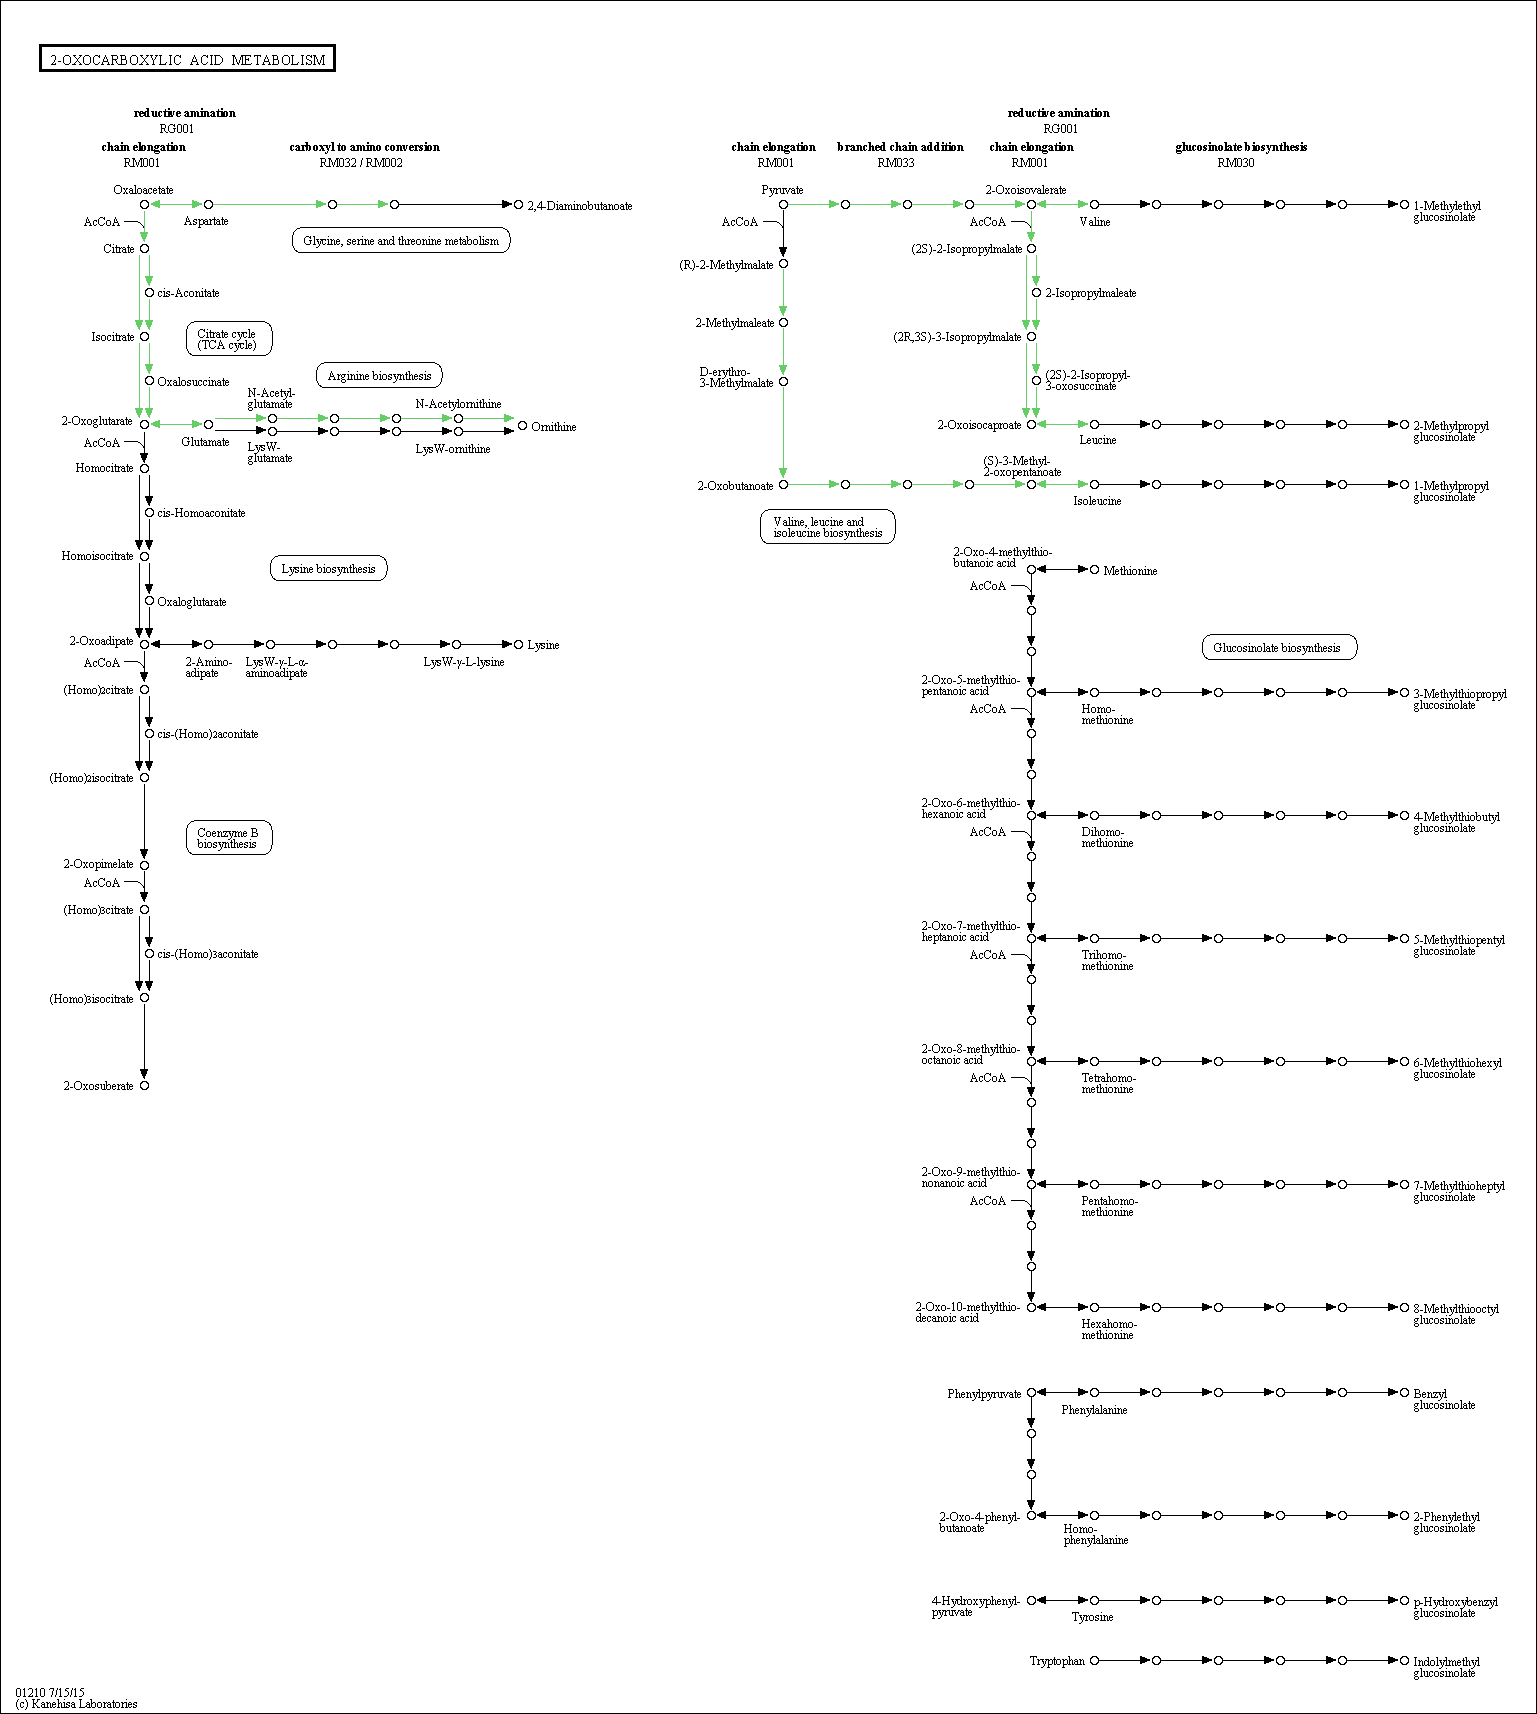 2-OXOCARBOXYLIC ACID METABOLISM
reductive amination
RG001
chain elongation
RM001
carboxyl to amino conversion
RM032 / RM002
Oxaloacetate
AcCoA
Aspartate
2,4-Diaminobutanoate
Glycine, serine and threonine metabolism
Citrate
cis-Aconitate
Isocitrate
Citrate cycle
(TCA cycle)
Oxalosuccinate
Arginine biosynthesis
N-Acetyl-
glutamate
N-Acetylornithine
2-Oxoglutarate
Glutamate
Ornithine
AcCoA
LysW-
glutamate
LysW-ornithine
Homocitrate
cis-Homoaconitate
Homoisocitrate
Lysine biosynthesis
Oxaloglutarate
2-Oxoadipate
Lysine
AcCoA
2-Amino-
adipate
LysW-γ-L-α-
aminoadipate
LysW-γ-L-lysine
(Homo)2citrate
cis-(Homo)2aconitate
(Homo)2isocitrate
Coenzyme B
biosynthesis
2-Oxopimelate
AcCoA
(Homo)3citrate
cis-(Homo)3aconitate
(Homo)3isocitrate
2-Oxosuberate
reductive amination
RG001
chain elongation
RM001
branched chain addition
RM033
chain elongation
RM001
glucosinolate biosynthesis
RM030
Pyruvate
AcCoA
2-Oxoisovalerate
AcCoA
Valine
1-Methylethyl
glucosinolate
(R)-2-Methylmalate
(2S)-2-Isopropylmalate
2-Isopropylmaleate
2-Methylmaleate
(2R,3S)-3-Isopropylmalate
D-erythro-
3-Methylmalate
(2S)-2-Isopropyl-
3-oxosuccinate
2-Oxoisocaproate
Leucine
2-Methylpropyl
glucosinolate
(S)-3-Methyl-
2-oxopentanoate
2-Oxobutanoate
Isoleucine
1-Methylpropyl
glucosinolate
Valine, leucine and
isoleucine biosynthesis
2-Oxo-4-methylthio-
butanoic acid
Methionine
AcCoA
Glucosinolate biosynthesis
2-Oxo-5-methylthio-
pentanoic acid
AcCoA
Homo-
methionine
3-Methylthiopropyl
glucosinolate
2-Oxo-6-methylthio-
hexanoic acid
AcCoA
Dihomo-
methionine
4-Methylthiobutyl
glucosinolate
2-Oxo-7-methylthio-
heptanoic acid
AcCoA
Trihomo-
methionine
5-Methylthiopentyl
glucosinolate
2-Oxo-8-methylthio-
octanoic acid
AcCoA
Tetrahomo-
methionine
6-Methylthiohexyl
glucosinolate
2-Oxo-9-methylthio-
nonanoic acid
AcCoA
Pentahomo-
methionine
7-Methylthioheptyl
glucosinolate
2-Oxo-10-methylthio-
decanoic acid
Hexahomo-
methionine
8-Methylthiooctyl
glucosinolate
Phenylpyruvate
Phenylalanine
Benzyl
glucosinolate
2-Oxo-4-phenyl-
butanoate
Homo-
phenylalanine
2-Phenylethyl
glucosinolate
4-Hydroxyphenyl-
pyruvate
Tyrosine
p-Hydroxybenzyl
glucosinolate
Tryptophan
Indolylmethyl
glucosinolate
01210 7/15/15
(c) Kanehisa Laboratories